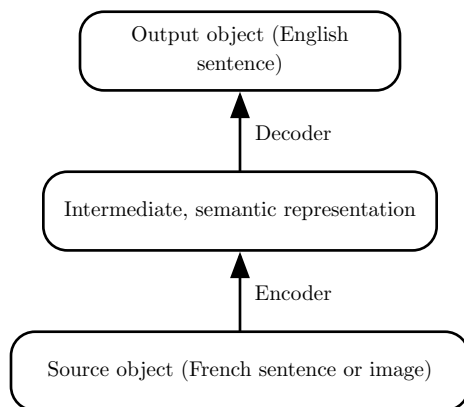 Output object (English
sentence)
Decoder
Intermediate, semantic representation
Encoder
Source object (French sentence or image)